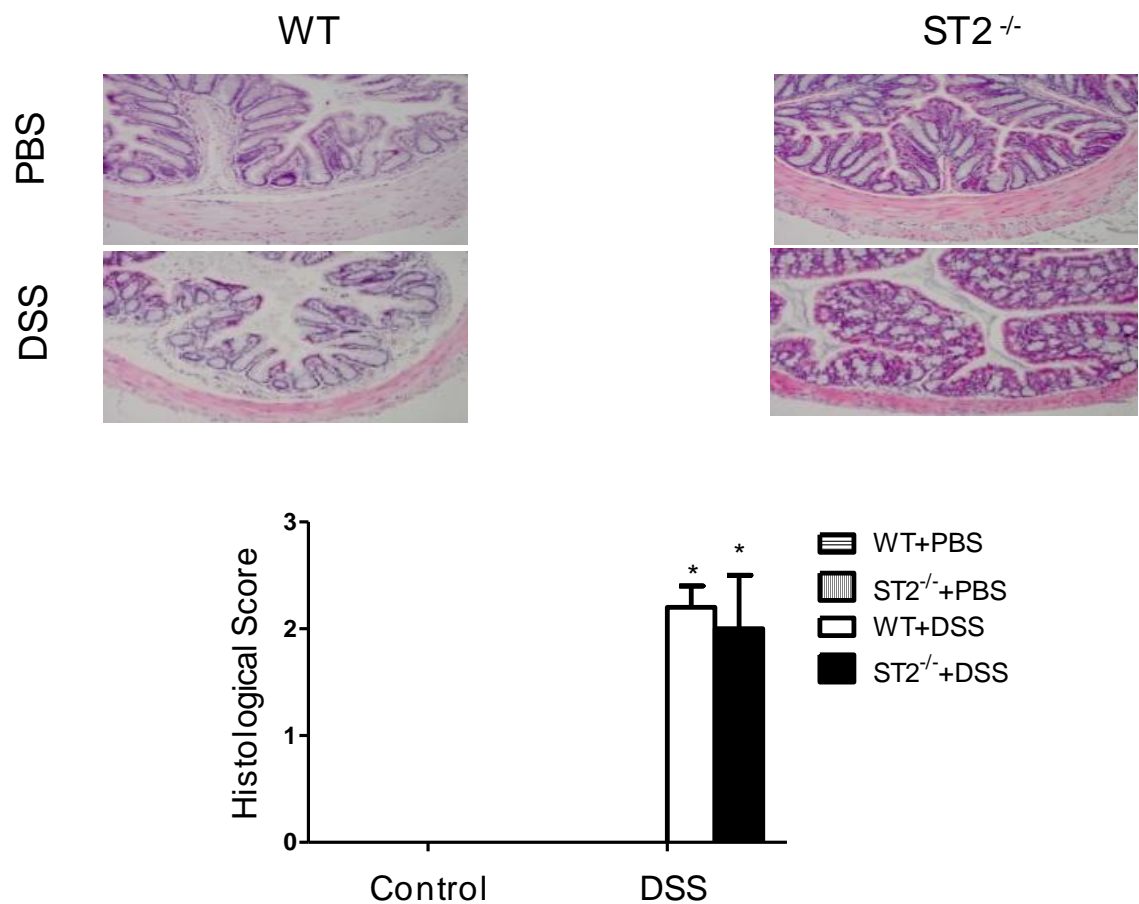 WT ST2 -/-
PBS
DSS
Histological Score
3
2
1
0
* *
Control DSS
WT+PBS
ST2-/-+PBS
WT+DSS
ST2-/-+DSS